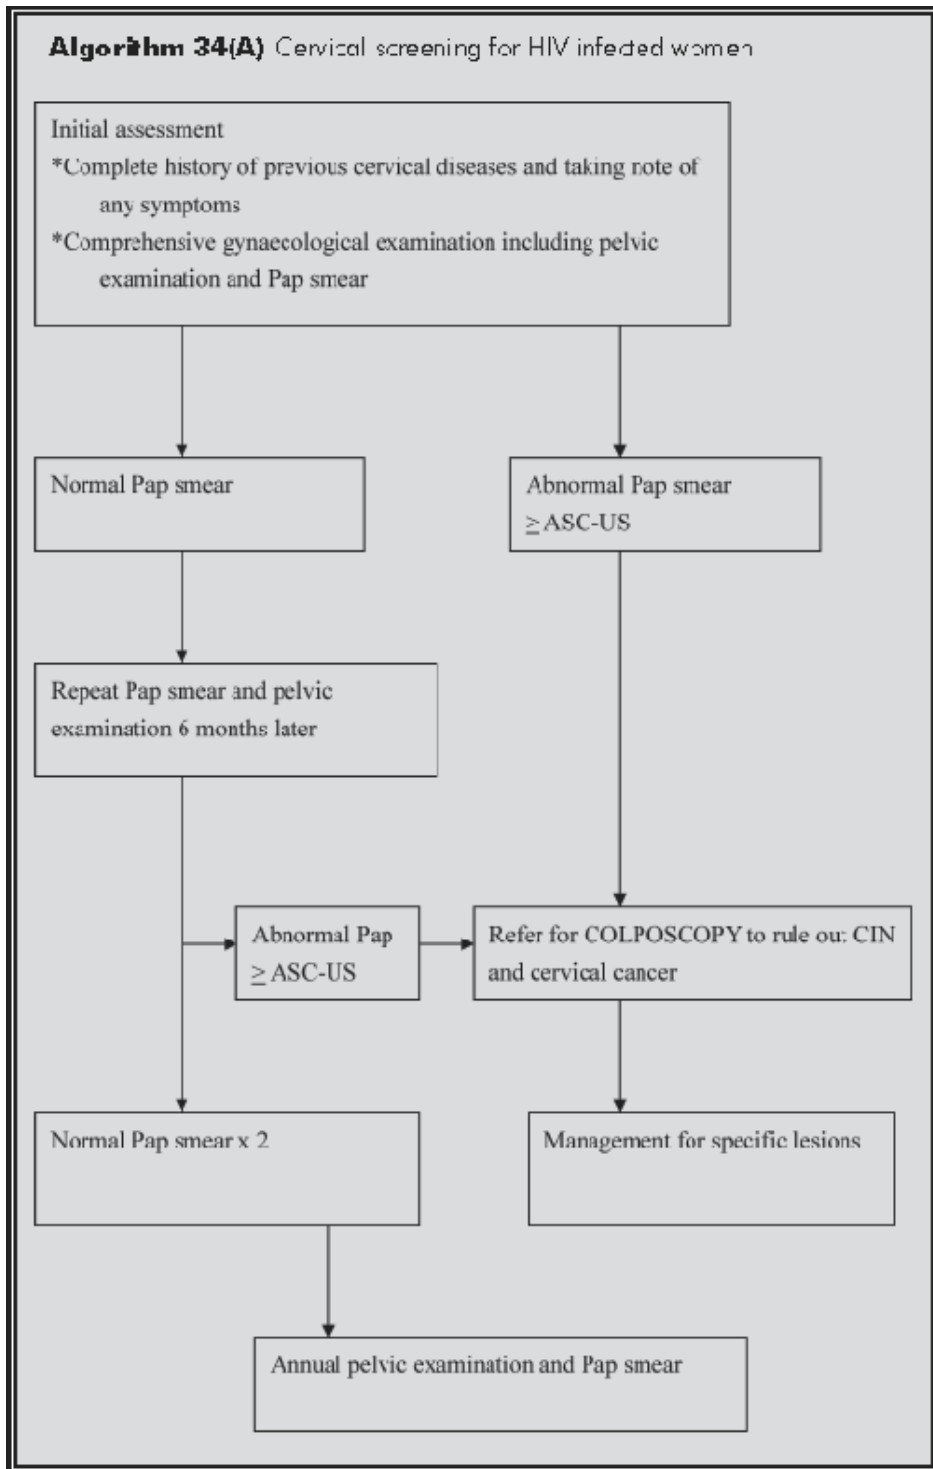 Algorithm 34(A) Cervical screening for HIV infected women
Initial assessment
*Complete history of previous cervical diseases and taking note of
any symptoms
*Comprehensive gynaecological examination including pelvic
examination and Pap smear
Normal Pap smear
Abnormal Pap smear
≥ ASC-US
Repeat Pap smear and pelvic
examination 6 months later
Abnormal Pap
≥ ASC-US
Refer for COLPOSCOPY to rule out CIN
and cervical cancer
Normal Pap smear x 2
Management for specific lesions
Annual pelvic examination and Pap smear